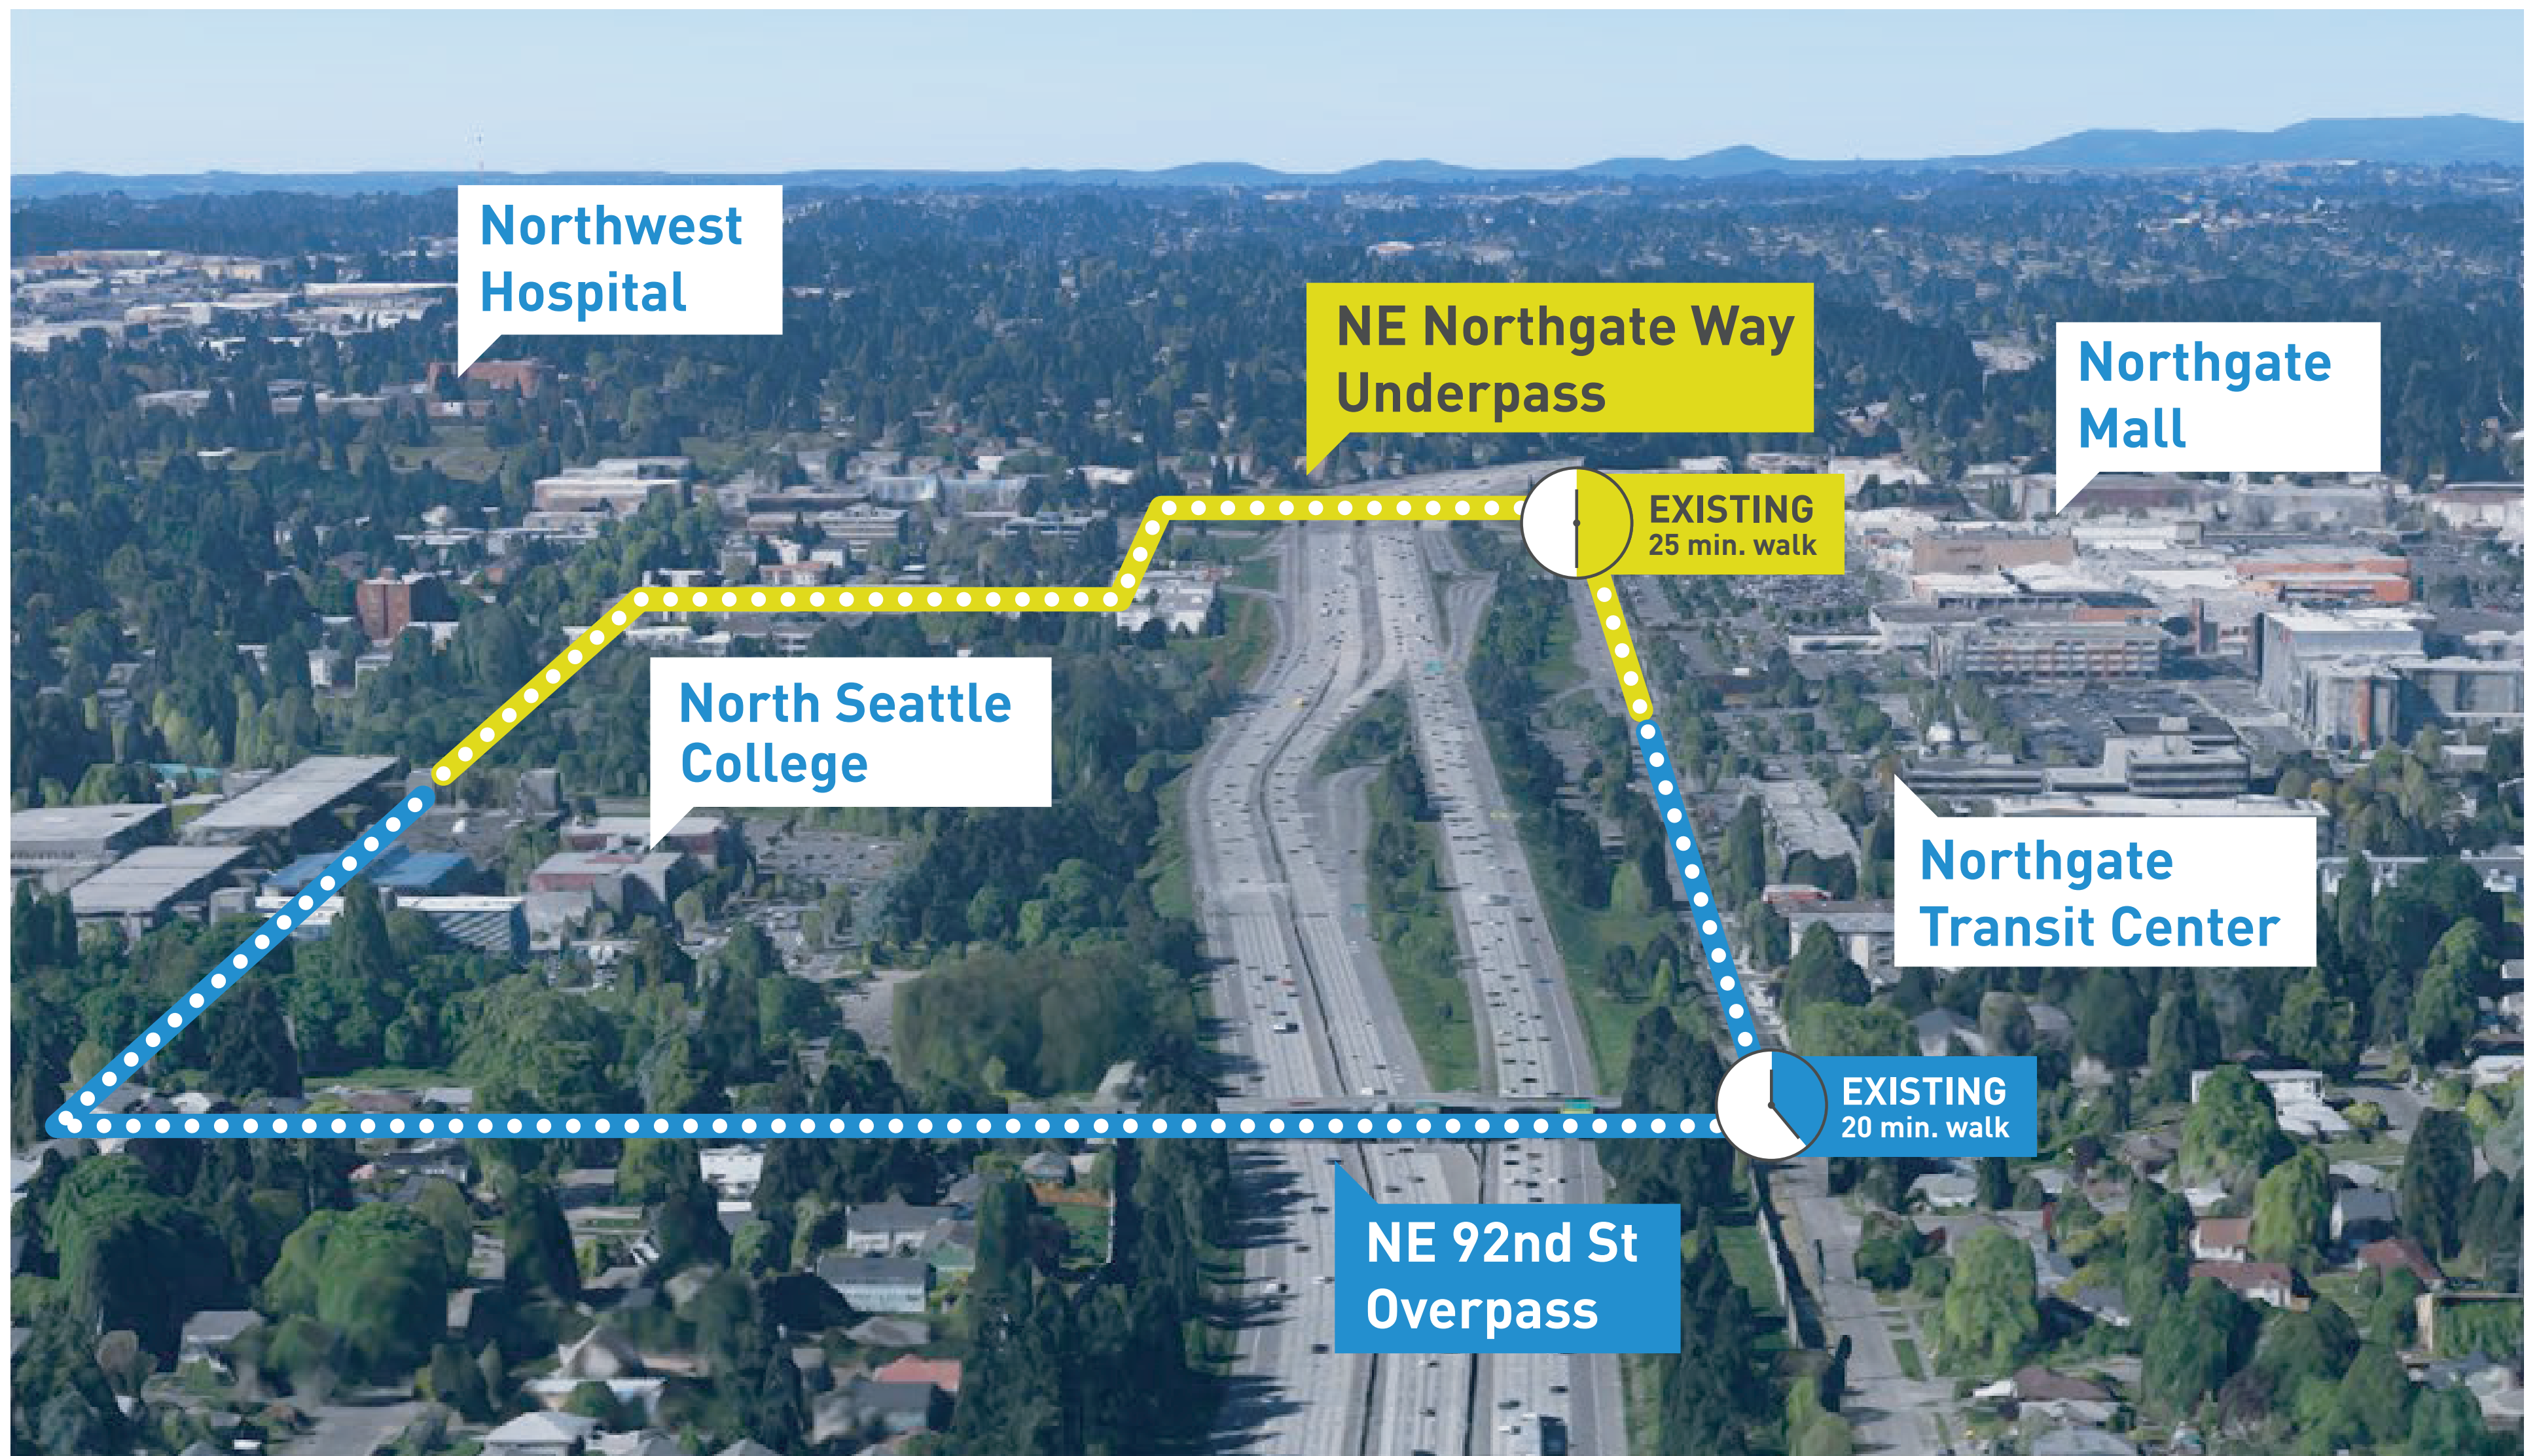 Northwest
Hospital
NE Northgate Way
Underpass
Northgate
Mall
EXISTING
25 min. walk
North Seattle
College
Northgate
Transit Center
EXISTING
20 min. walk
NE 92nd St
Overpass